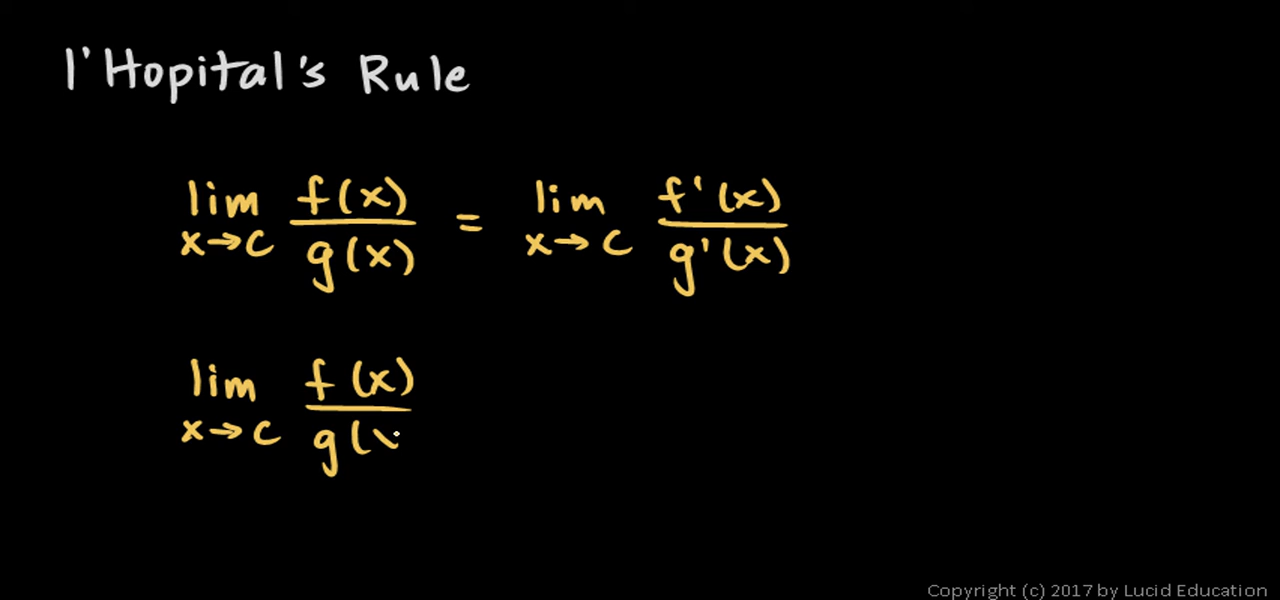 l'Hopital's Rule
lim x→c f(x)/g(x) = lim x→c f'(x)/g'(x)
lim x→c f(x)/g(
Copyright (c) 2017 by Lucid Education